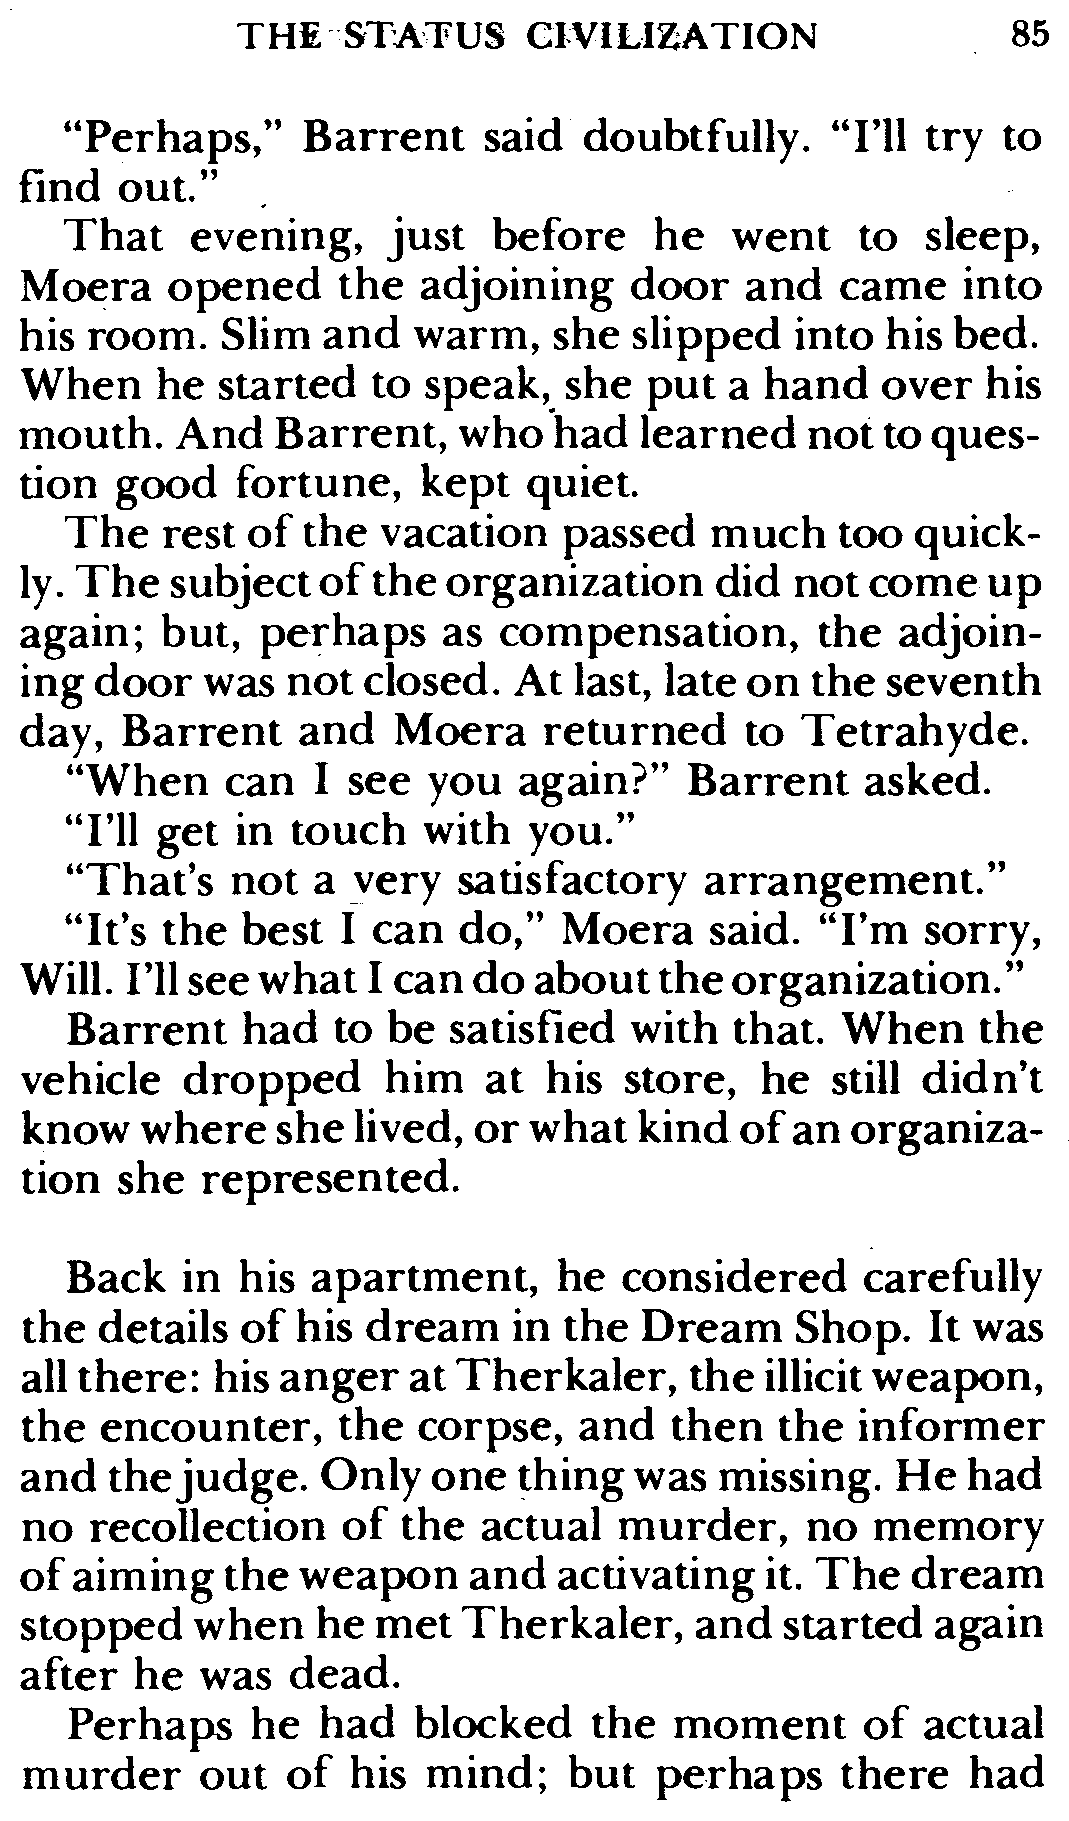 THE STATUS CIVILIZATION 85
“Perhaps,” Barrent said doubtfully. “I’ll try to
find out.”
That evening, just before he went to sleep,
Moera opened the adjoining door and came into
his room. Slim and warm, she slipped into his bed.
When he started to speak, she put a hand over his
mouth. And Barrent, who had learned not to ques-
tion good fortune, kept quiet.
The rest of the vacation passed much too quick-
ly. The subject of the organization did not come up
again; but, perhaps as compensation, the adjoin-
ing door was not closed. At last, late on the seventh
day, Barrent and Moera returned to Tetrahyde.
“When can I see you again?” Barrent asked.
“I’ll get in touch with you.”
“That’s not a very satisfactory arrangement.”
“It’s the best I can do,” Moera said. “I’m sorry,
Will. I’ll see what I can do about the organization.”
Barrent had to be satisfied with that. When the
vehicle dropped him at his store, he still didn’t
know where she lived, or what kind of an organiza-
tion she represented.
Back in his apartment, he considered carefully
the details of his dream in the Dream Shop. It was
all there: his anger at Therkaler, the illicit weapon,
the encounter, the corpse, and then the informer
and the judge. Only one thing was missing. He had
no recollection of the actual murder, no memory
of aiming the weapon and activating it. The dream
stopped when he met Therkaler, and started again
after he was dead.
Perhaps he had blocked the moment of actual
murder out of his mind; but perhaps there had